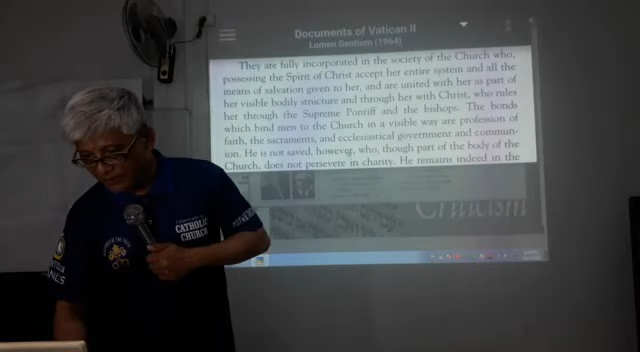 Documents of Vatican II
Lumen Gentium (1964)
They are fully incorporated in the society of the Church who,
possessing the Spirit of Christ accept her entire system and all the
means of salvation given to her, and are united with her as part of
her visible bodily structure and through her with Christ, who rules
her through the Supreme Pontiff and the bishops. The bonds
which bind men to the Church in a visible way are profession of
faith, the sacraments, and ecclesiastical government and commun-
ion. He is not saved, however, who, though part of the body of the
Church, does not persevere in charity. He remains indeed in the
Criticism
CATHOLIC
CHURCH